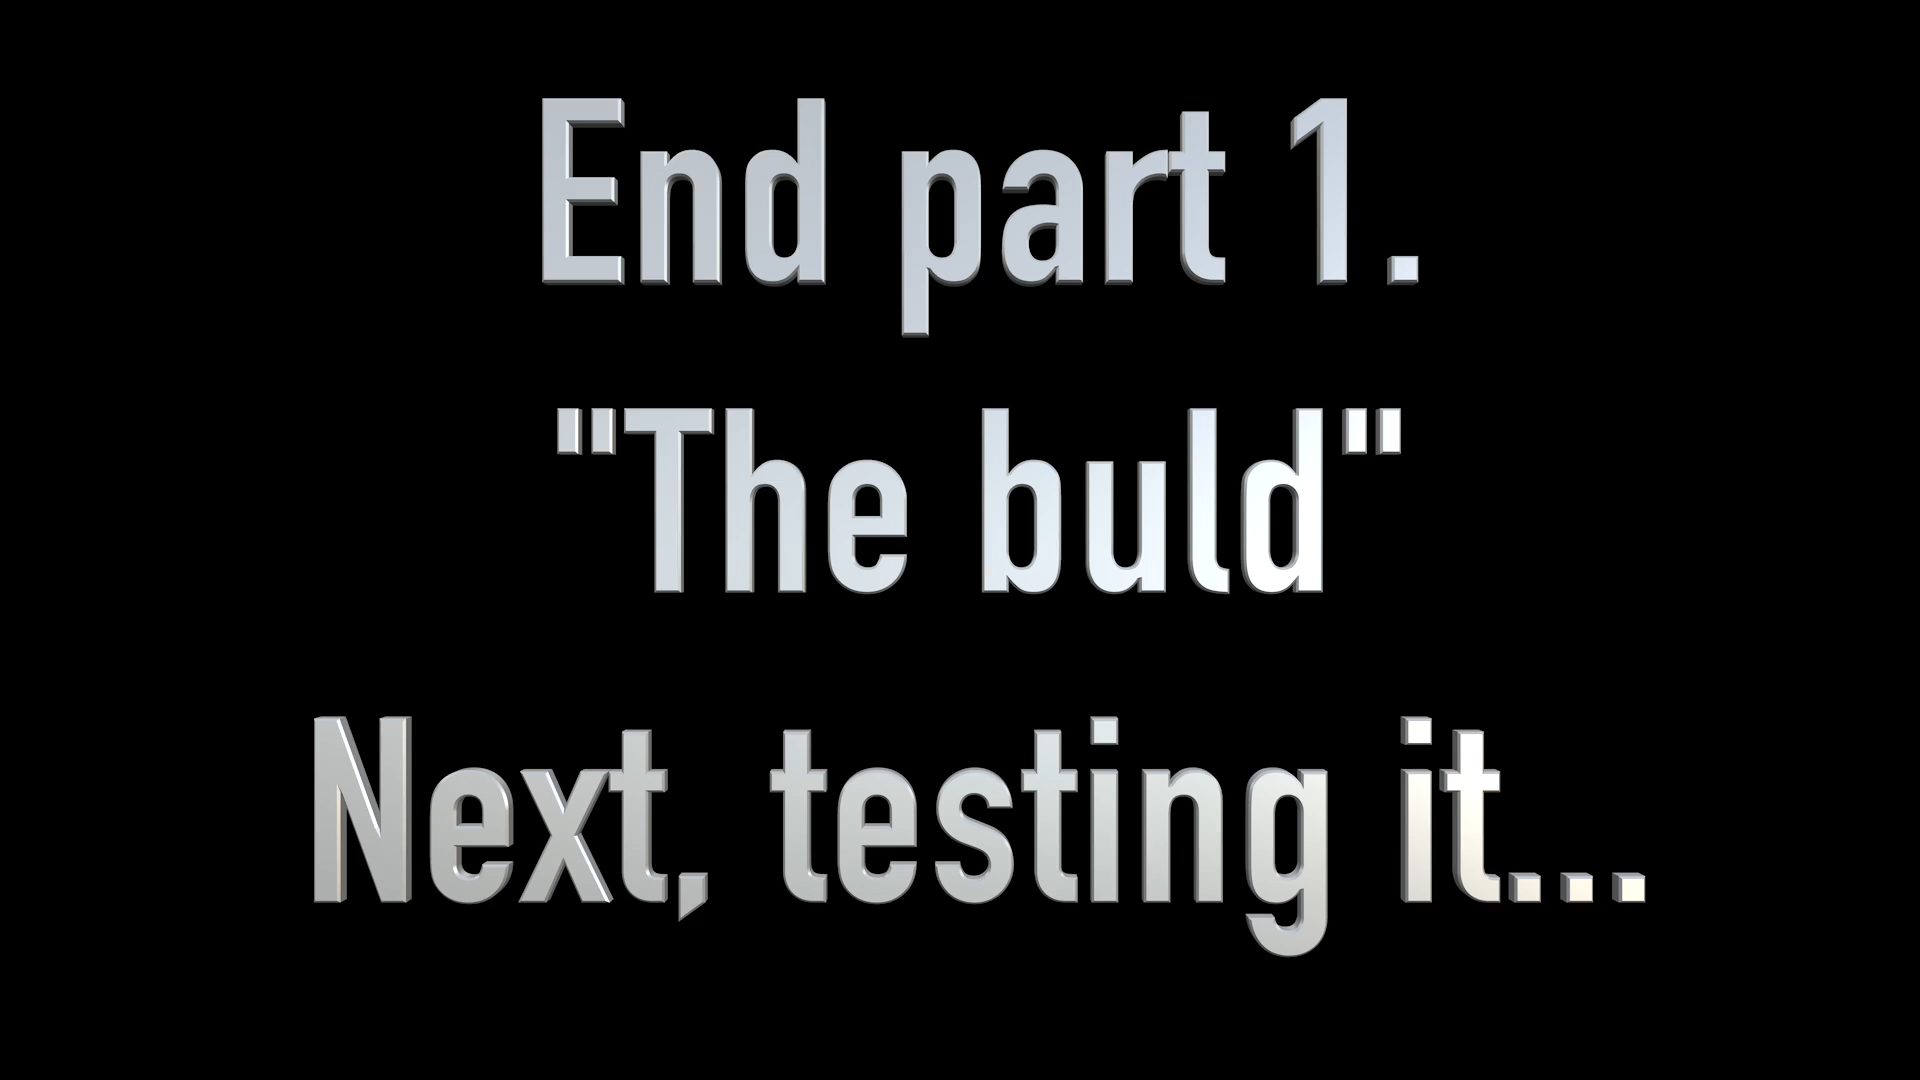 End part 1.
"The buld"
Next, testing it...